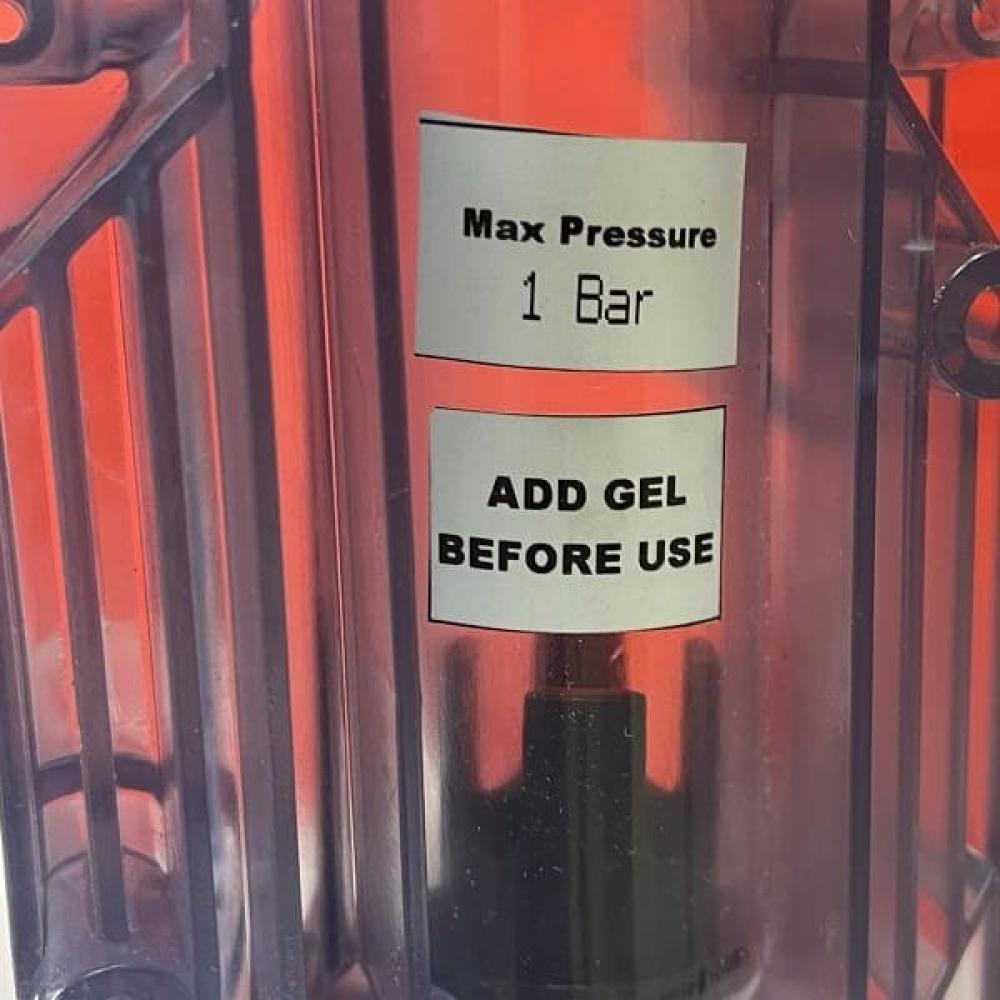 Max Pressure
1 Bar
ADD GEL
BEFORE USE